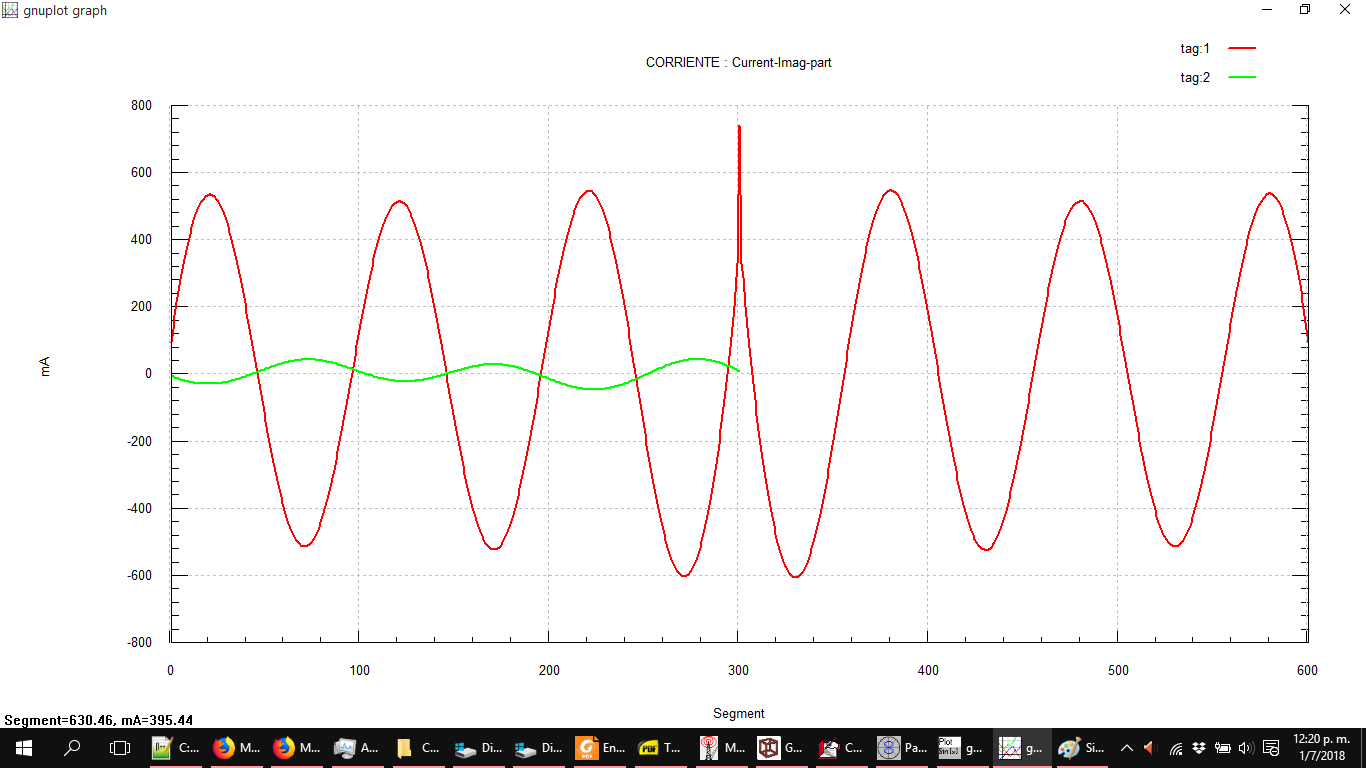 gnuplot graph
tag:1
CORRIENTE : Current-Imag-part
tag:2
800
600
400
200
0
-200
-400
-600
-800
mA
0 100 200 300 400 500 600
Segment
Segment=630.46, mA=395.44
C:... M... M... A... C... Di... Di... En... T... M... G... C... Pa... g... g... Si... 12:20 p. m.
1/7/2018